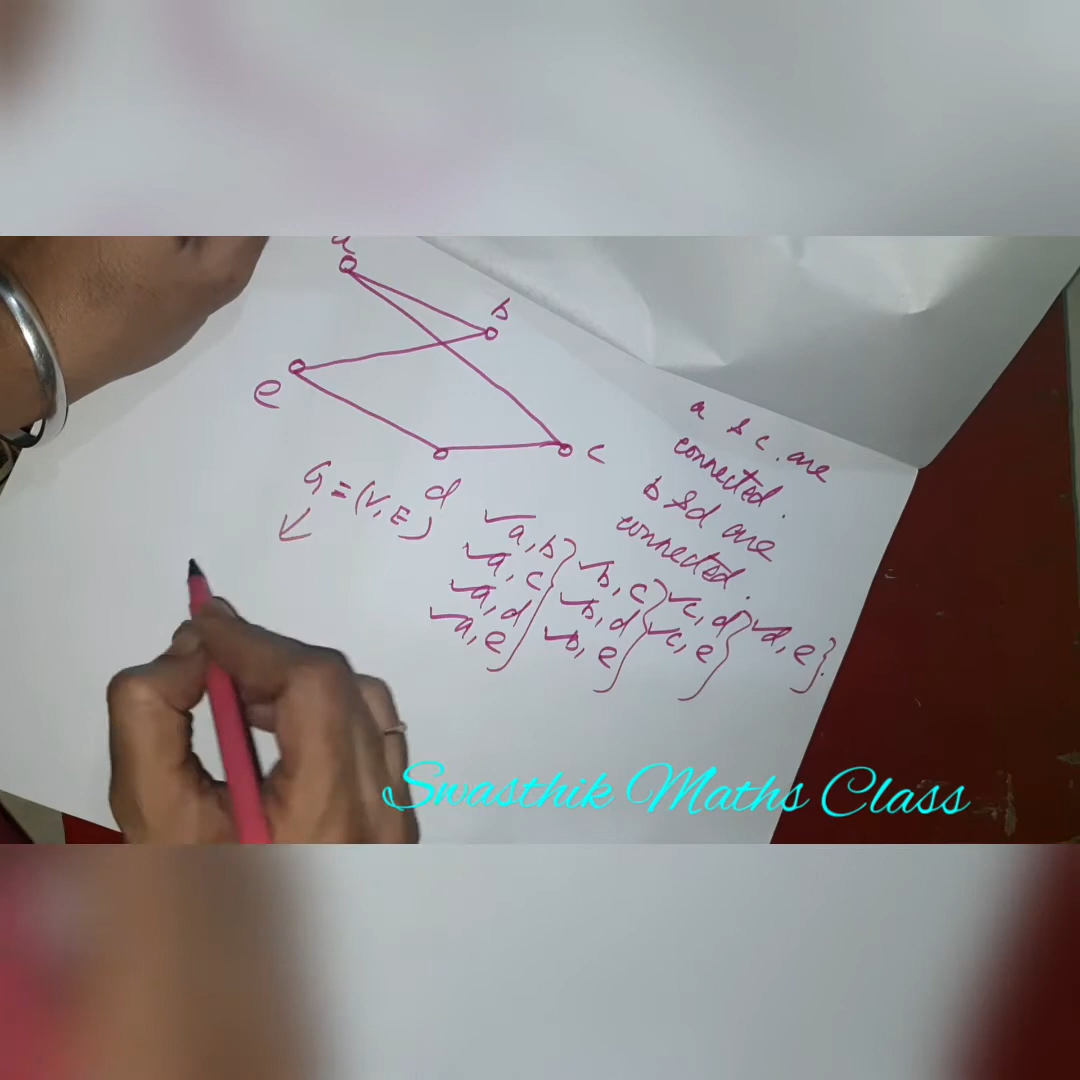 a
b
e
c
d
G = (V, E)
a & c. are
connected.
b & d are
connected.
✓a, b } ✓b, c } ✓c, d } ✓d, e }.
✓a, c ✓b, d ✓c, e
✓a, d ✓b, e
✓a, e
Swasthik Maths Class